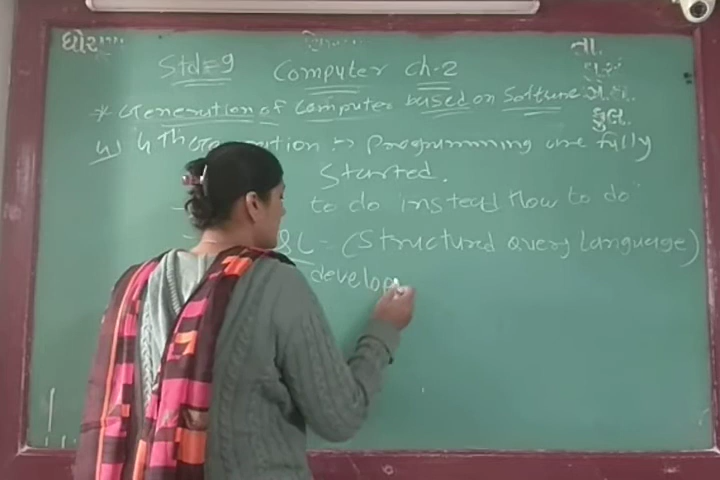 ધોરણ
તા.
Std = 9 Computer Ch-2
* Generation of Computer based on Software
4) 4th Generation :- Programming are fully
Started.
to do instead How to do
કુલ.
&L - (Structured Query Language)
develop